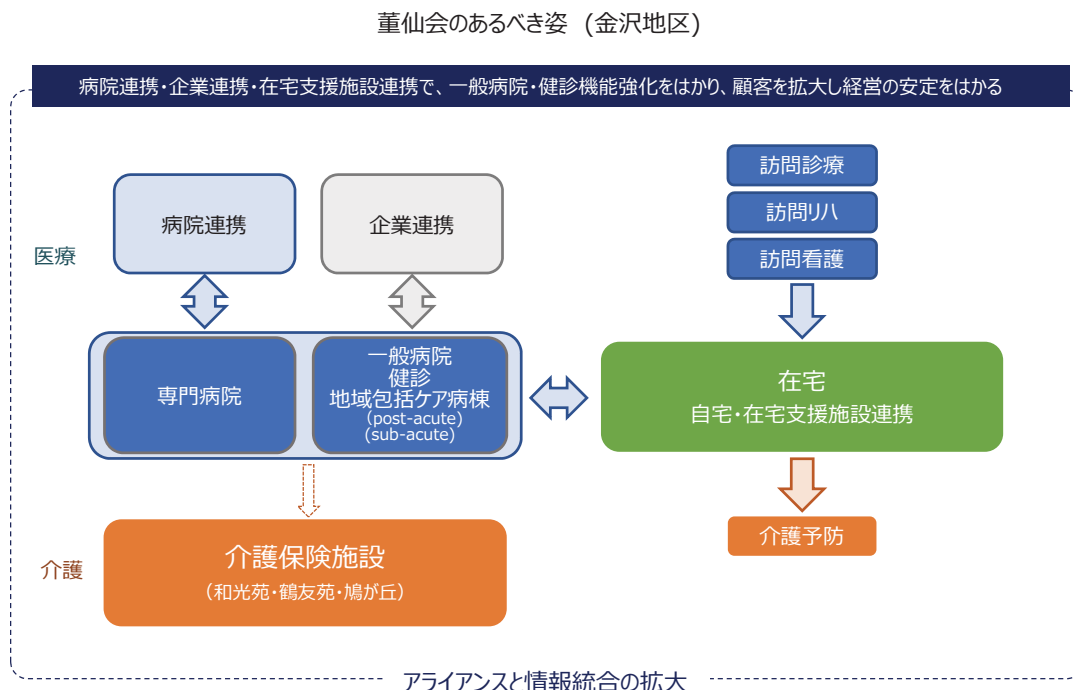 董仙会のあるべき姿 (金沢地区)
病院連携・企業連携・在宅支援施設連携で、一般病院・健診機能強化をはかり、顧客を拡大し経営の安定をはかる
医療
病院連携
企業連携
訪問診療
訪問リハ
訪問看護
専門病院
一般病院
健診
地域包括ケア病棟
(post-acute)
(sub-acute)
在宅
自宅・在宅支援施設連携
介護
介護保険施設
（和光苑・鶴友苑・鳩が丘）
介護予防
アライアンスと情報統合の拡大